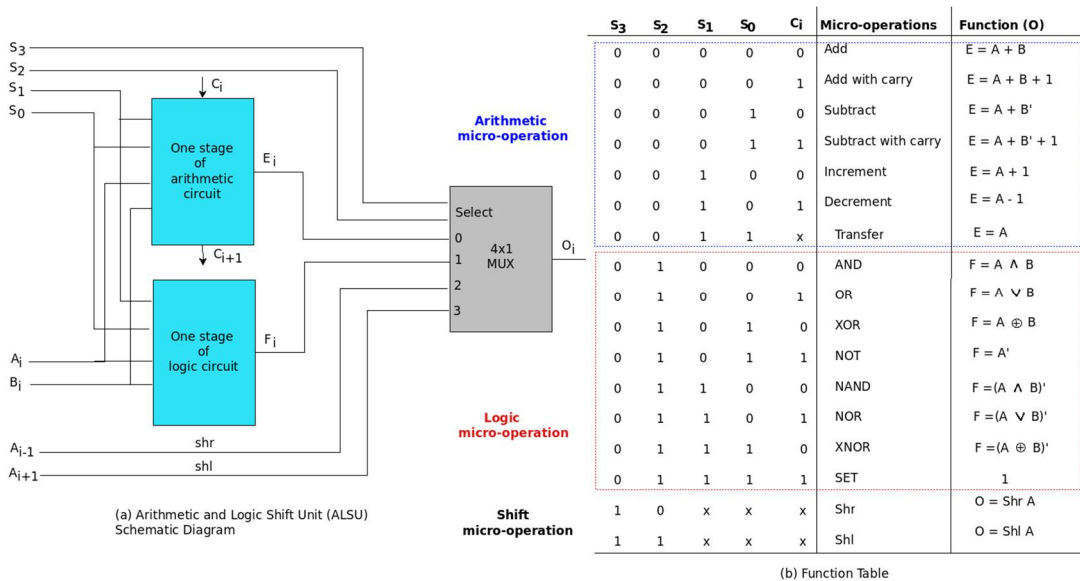 S3
S2
S1
S0
Ci
One stage
of
arithmetic
circuit
Ei
Ci+1
One stage
of
logic circuit
Fi
Ai
Bi
Ai-1
shr
Ai+1
shl
Select
0
1
2
3
4x1
MUX
Oi
(a) Arithmetic and Logic Shift Unit (ALSU)
Schematic Diagram
Arithmetic
micro-operation
Logic
micro-operation
Shift
micro-operation
S3 S2 S1 S0 Ci Micro-operations Function (O)
0 0 0 0 0 Add E = A + B
0 0 0 0 1 Add with carry E = A + B + 1
0 0 0 1 0 Subtract E = A + B'
0 0 0 1 1 Subtract with carry E = A + B' + 1
0 0 1 0 0 Increment E = A + 1
0 0 1 0 1 Decrement E = A - 1
0 0 1 1 x Transfer E = A
0 1 0 0 0 AND F = A ∧ B
0 1 0 0 1 OR F = A ∨ B
0 1 0 1 0 XOR F = A ⊕ B
0 1 0 1 1 NOT F = A'
0 1 1 0 0 NAND F =(A ∧ B)'
0 1 1 0 1 NOR F =(A ∨ B)'
0 1 1 1 0 XNOR F =(A ⊕ B)'
0 1 1 1 1 SET 1
1 0 x x x Shr O = Shr A
1 1 x x x Shl O = Shl A
(b) Function Table